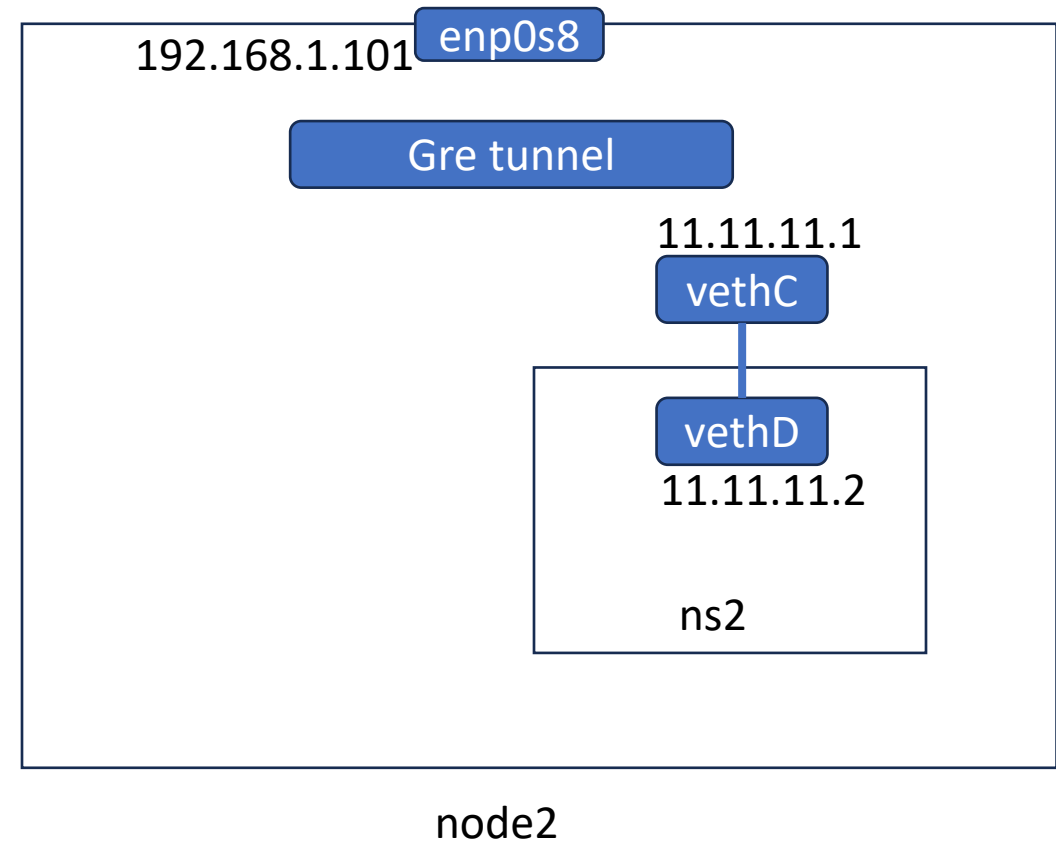 enp0s8
192.168.1.101
Gre tunnel
11.11.11.1
vethC
vethD
11.11.11.2
ns2
node2